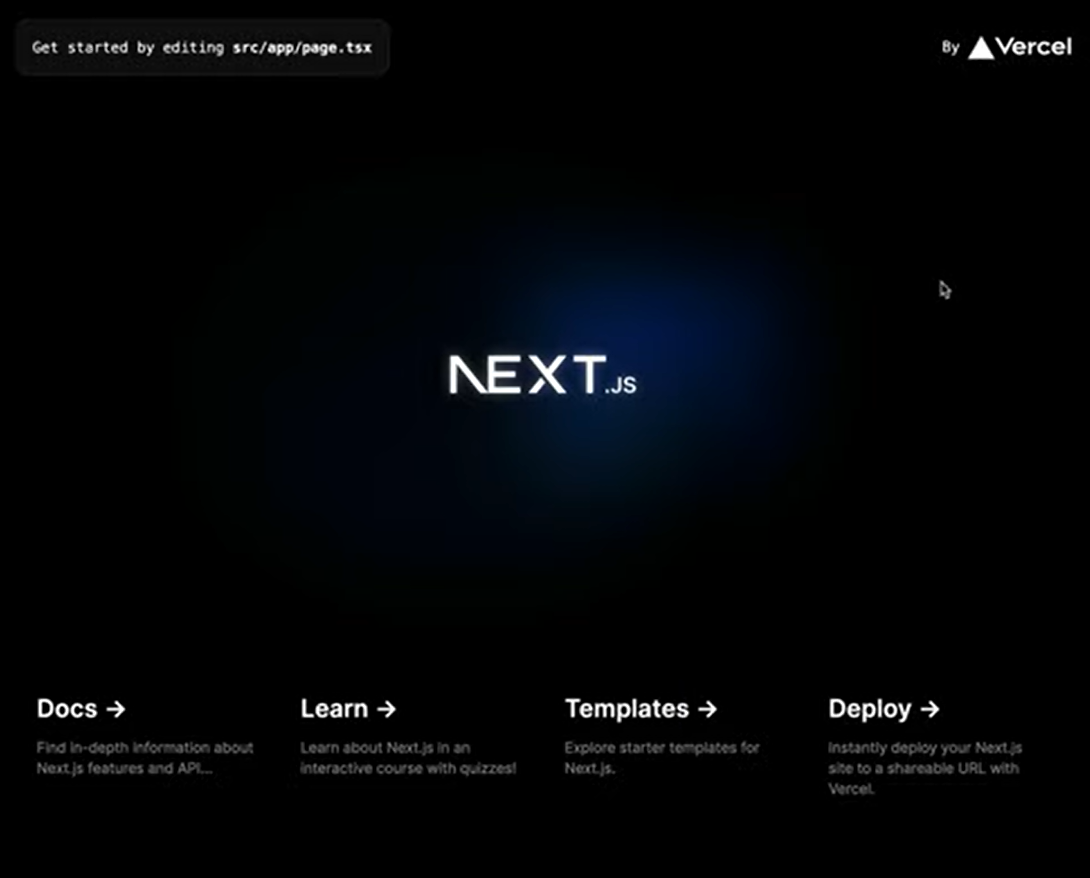 Get started by editing src/app/page.tsx
By Vercel
NEXT.JS
Docs →
Find in-depth information about
Next.js features and API...
Learn →
Learn about Next.js in an
interactive course with quizzes!
Templates →
Explore starter templates for
Next.js.
Deploy →
Instantly deploy your Next.js
site to a shareable URL with
Vercel.